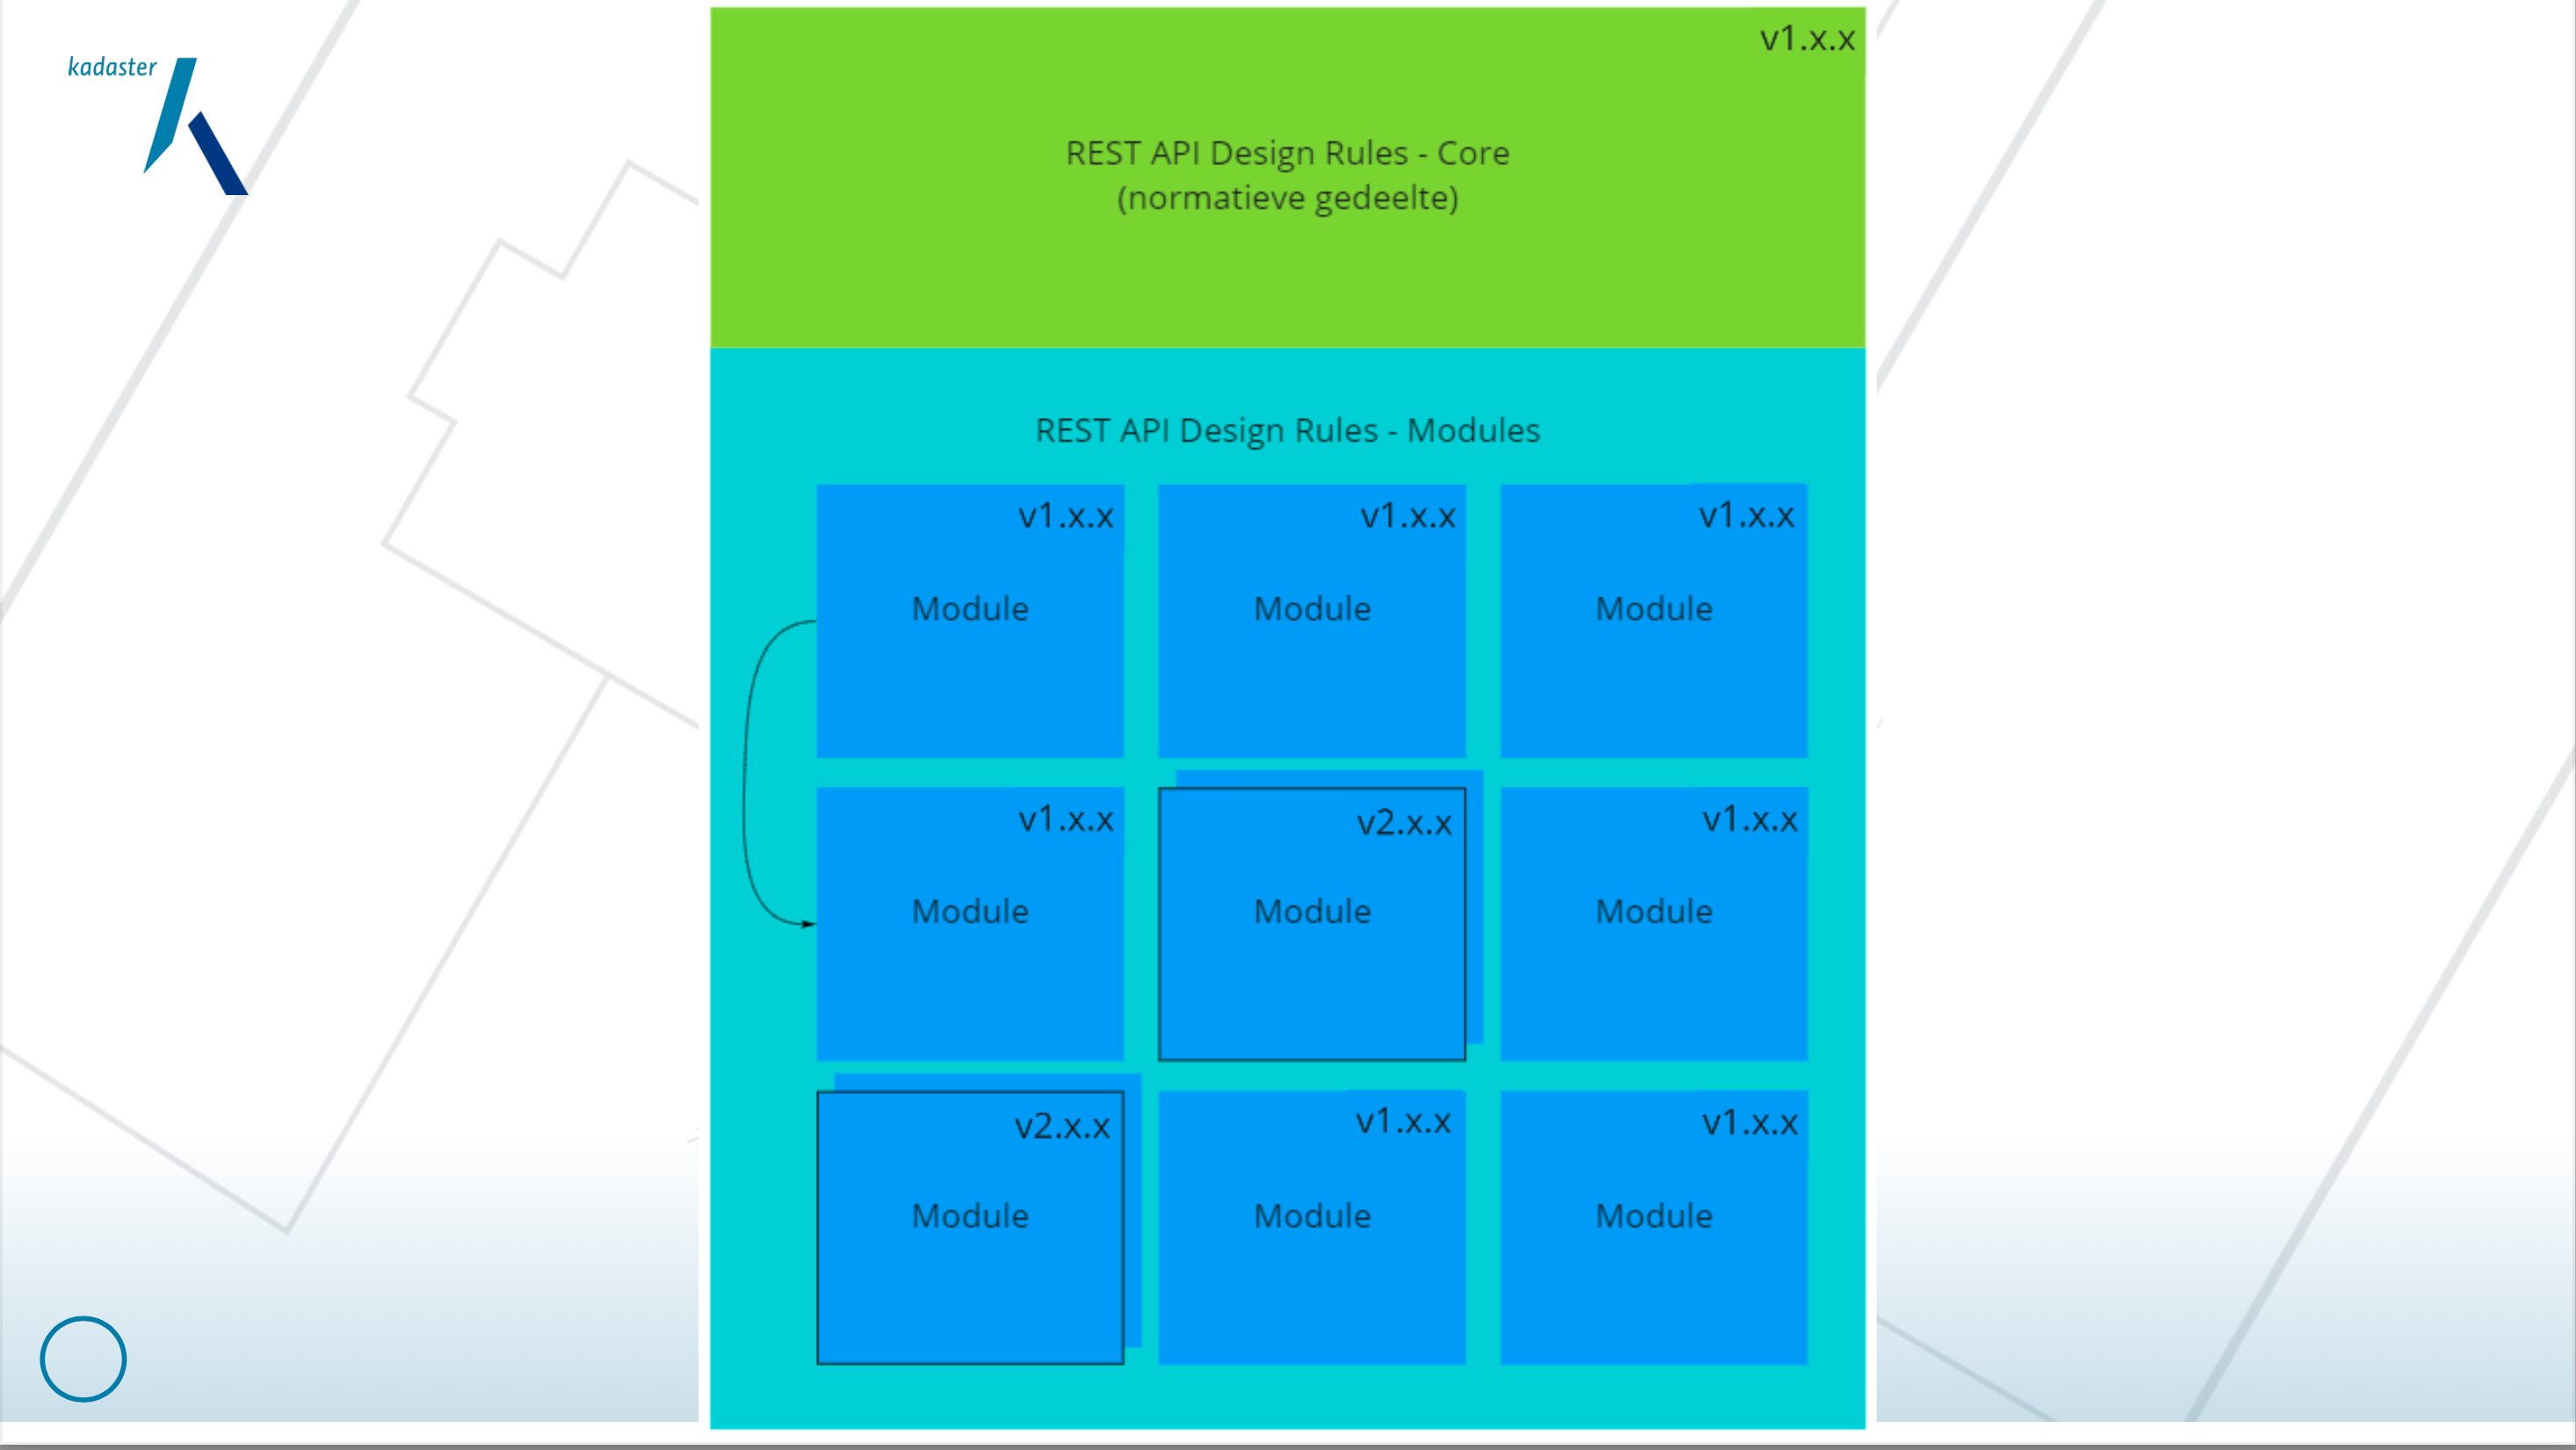 kadaster
v1.x.x
REST API Design Rules - Core
(normatieve gedeelte)
REST API Design Rules - Modules
v1.x.x
Module
v1.x.x
Module
v1.x.x
Module
v1.x.x
Module
v2.x.x
Module
v1.x.x
Module
v2.x.x
Module
v1.x.x
Module
v1.x.x
Module